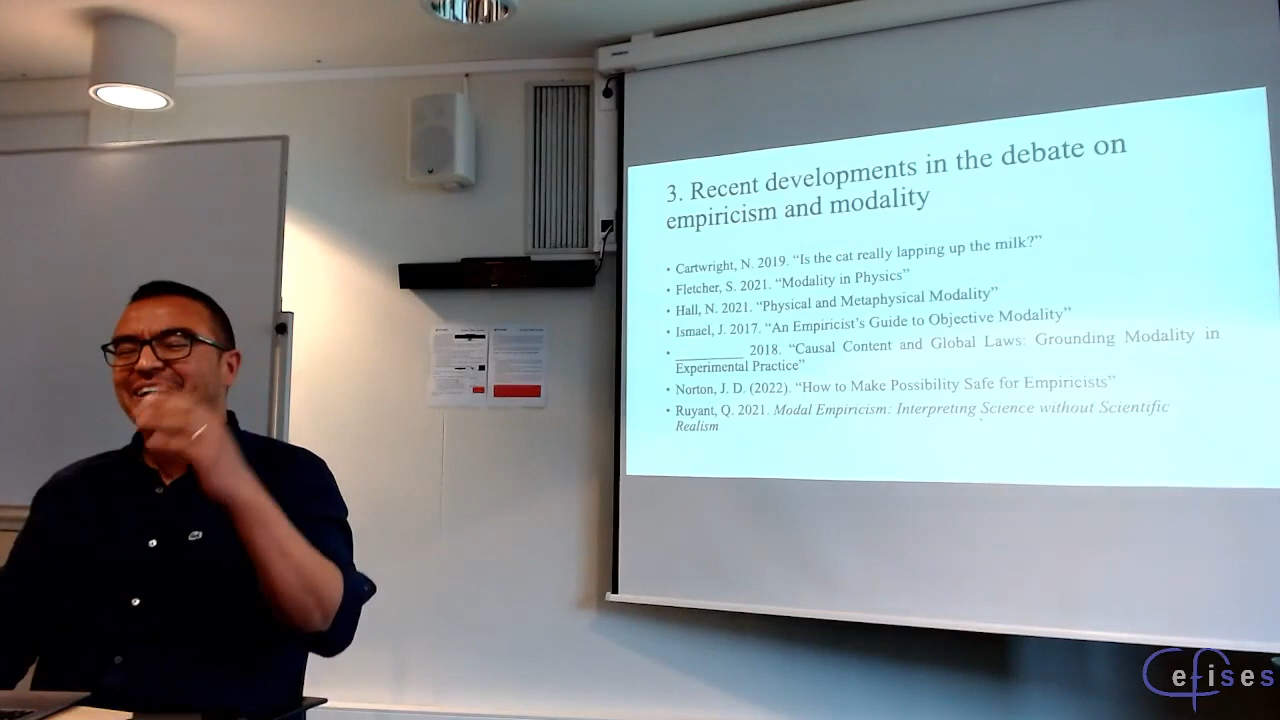 3. Recent developments in the debate on
empiricism and modality
• Cartwright, N. 2019. “Is the cat really lapping up the milk?”
• Fletcher, S. 2021. “Modality in Physics”
• Hall, N. 2021. “Physical and Metaphysical Modality”
• Ismael, J. 2017. “An Empiricist’s Guide to Objective Modality”
• __________ 2018. “Causal Content and Global Laws: Grounding Modality in
Experimental Practice”
• Norton, J. D. (2022). “How to Make Possibility Safe for Empiricists”
• Ruyant, Q. 2021. Modal Empiricism: Interpreting Science without Scientific
Realism
Cefises